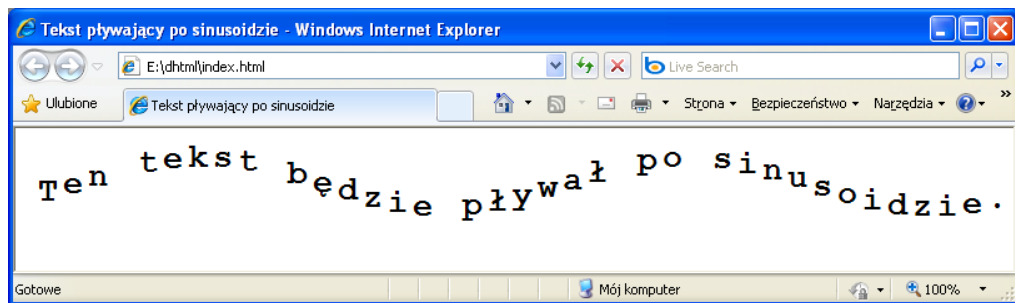 Tekst pływający po sinusoidzie - Windows Internet Explorer
E:\dhtml\index.html Live Search
Ulubione Tekst pływający po sinusoidzie Strona Bezpieczeństwo Narzędzia »
Ten tekst będzie pływał po sinusoidzie.
Gotowe Mój komputer 100%